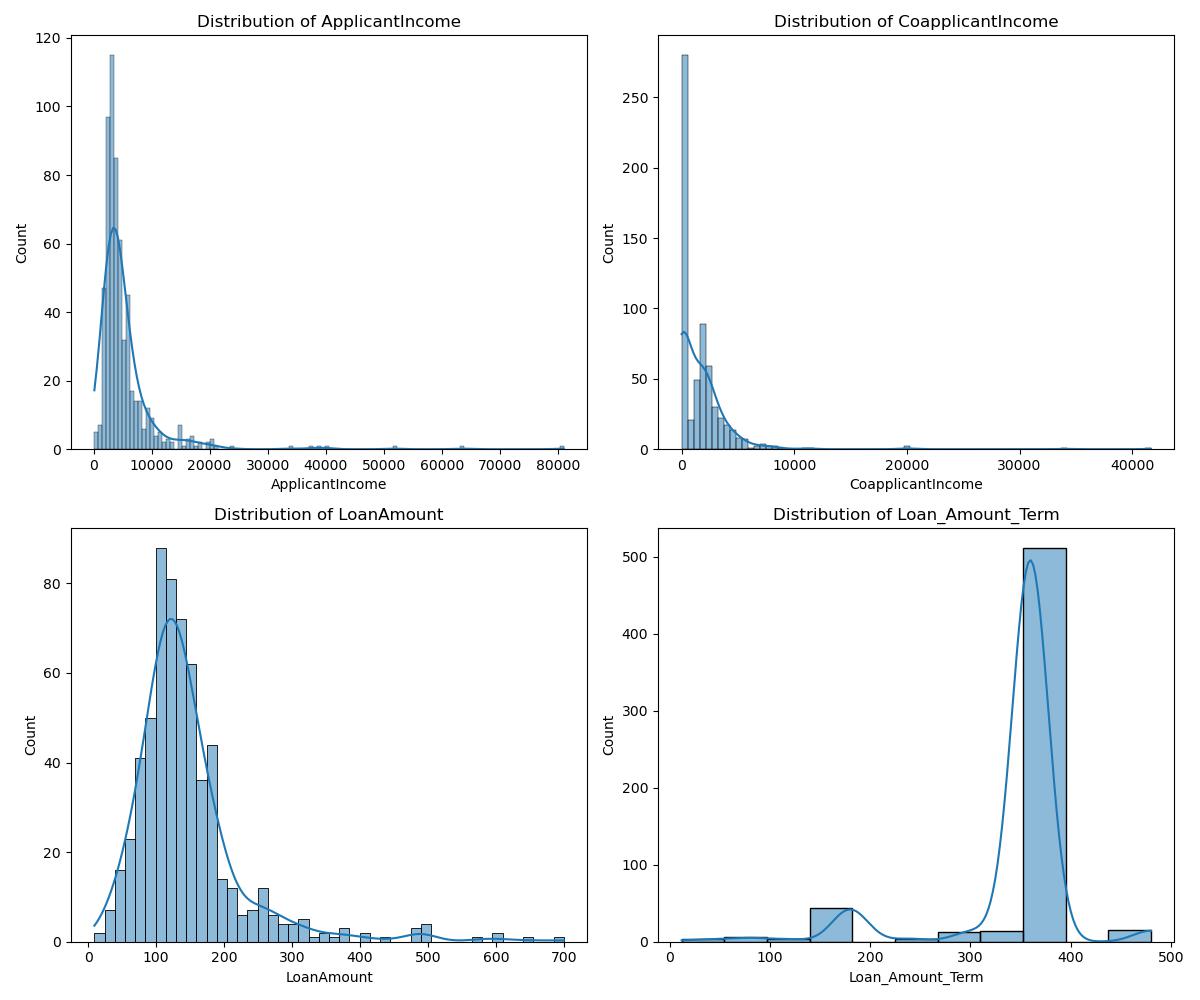 Distribution of ApplicantIncome
120
100
80
60
40
20
0
Count
0 10000 20000 30000 40000 50000 60000 70000 80000
ApplicantIncome
Distribution of CoapplicantIncome
250
200
150
100
50
0
Count
0 10000 20000 30000 40000
CoapplicantIncome
Distribution of LoanAmount
80
60
40
20
0
Count
0 100 200 300 400 500 600 700
LoanAmount
Distribution of Loan_Amount_Term
500
400
300
200
100
0
Count
0 100 200 300 400 500
Loan_Amount_Term